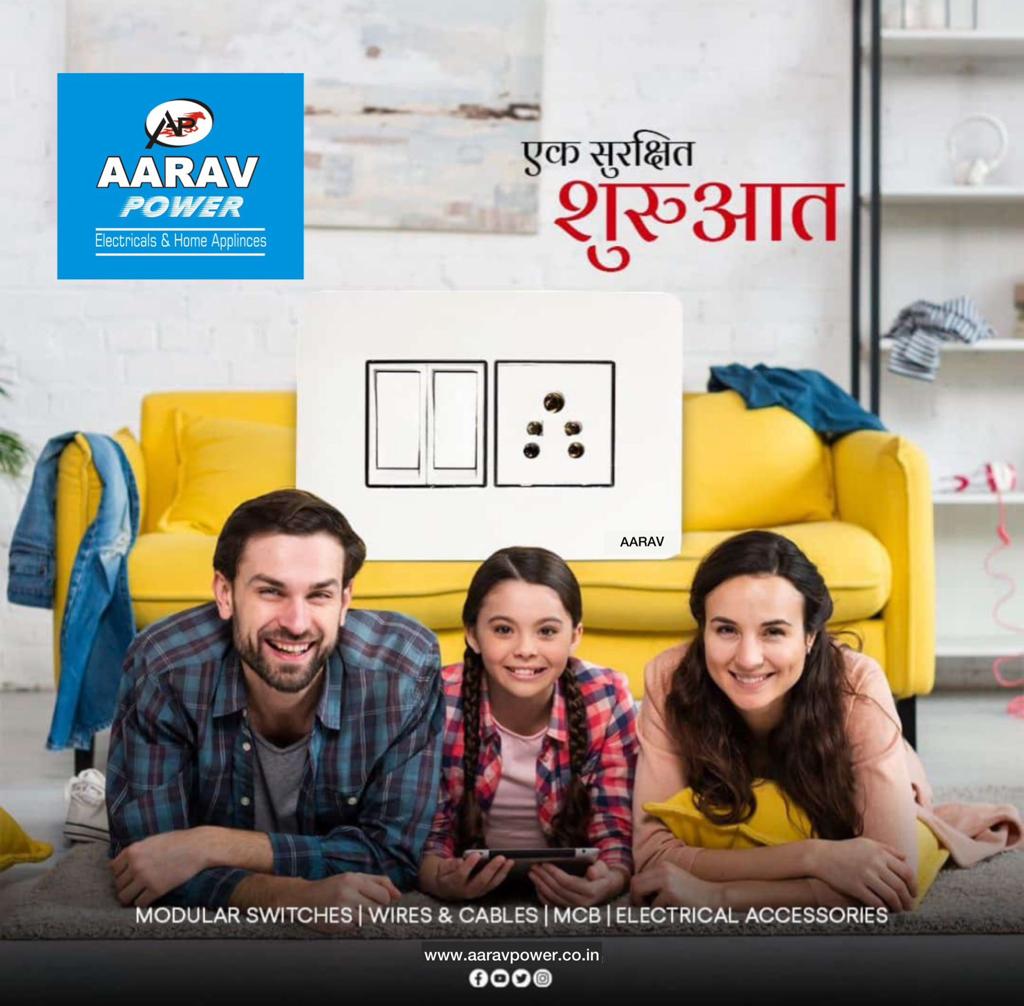 AP
AARAV
POWER
Electricals & Home Applinces
एक सुरक्षित
शुरुआत
AARAV
MODULAR SWITCHES | WIRES & CABLES | MCB | ELECTRICAL ACCESSORIES
www.aaravpower.co.in